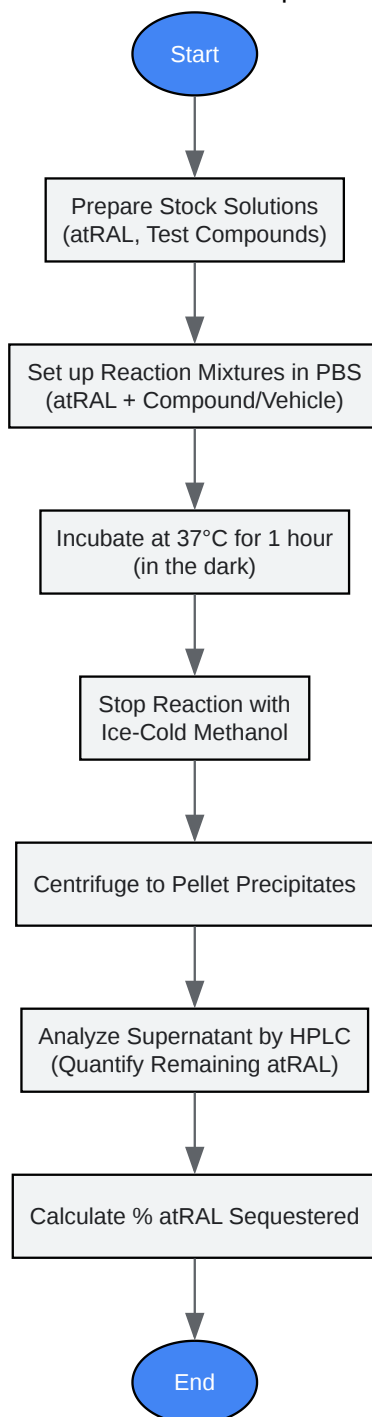 Start
Prepare Stock Solutions
(atRAL, Test Compounds)
Set up Reaction Mixtures in PBS
(atRAL + Compound/Vehicle)
Incubate at 37°C for 1 hour
(in the dark)
Stop Reaction with
Ice-Cold Methanol
Centrifuge to Pellet Precipitates
Analyze Supernatant by HPLC
(Quantify Remaining atRAL)
Calculate % atRAL Sequestered
End